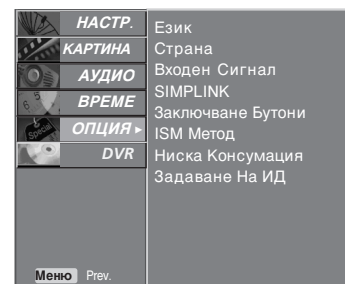 НАСТР.
КАРТИНА
АУДИО
ВРЕМЕ
ОПЦИЯ ▸
DVR
Меню Prev.
Език
Страна
Входен Сигнал
SIMPLINK
Заключване Бутони
ISM Метод
Ниска Консумация
Задаване На ИД